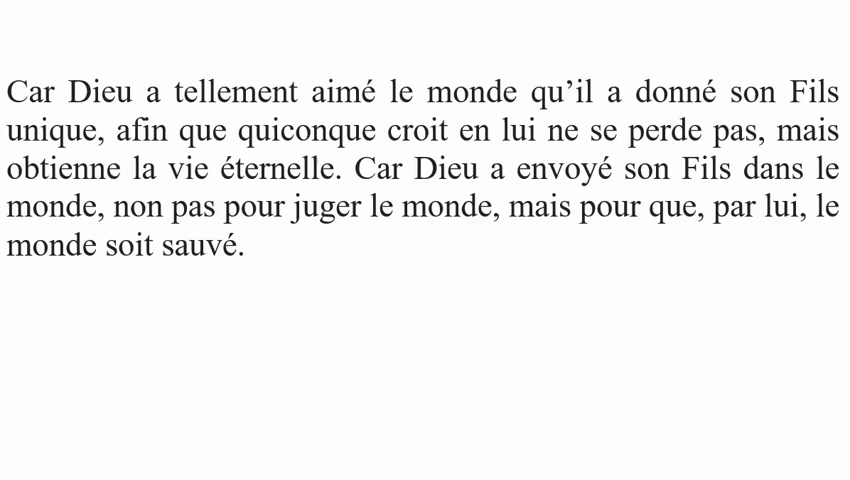 Car Dieu a tellement aimé le monde qu’il a donné son Fils
unique, afin que quiconque croit en lui ne se perde pas, mais
obtienne la vie éternelle. Car Dieu a envoyé son Fils dans le
monde, non pas pour juger le monde, mais pour que, par lui, le
monde soit sauvé.